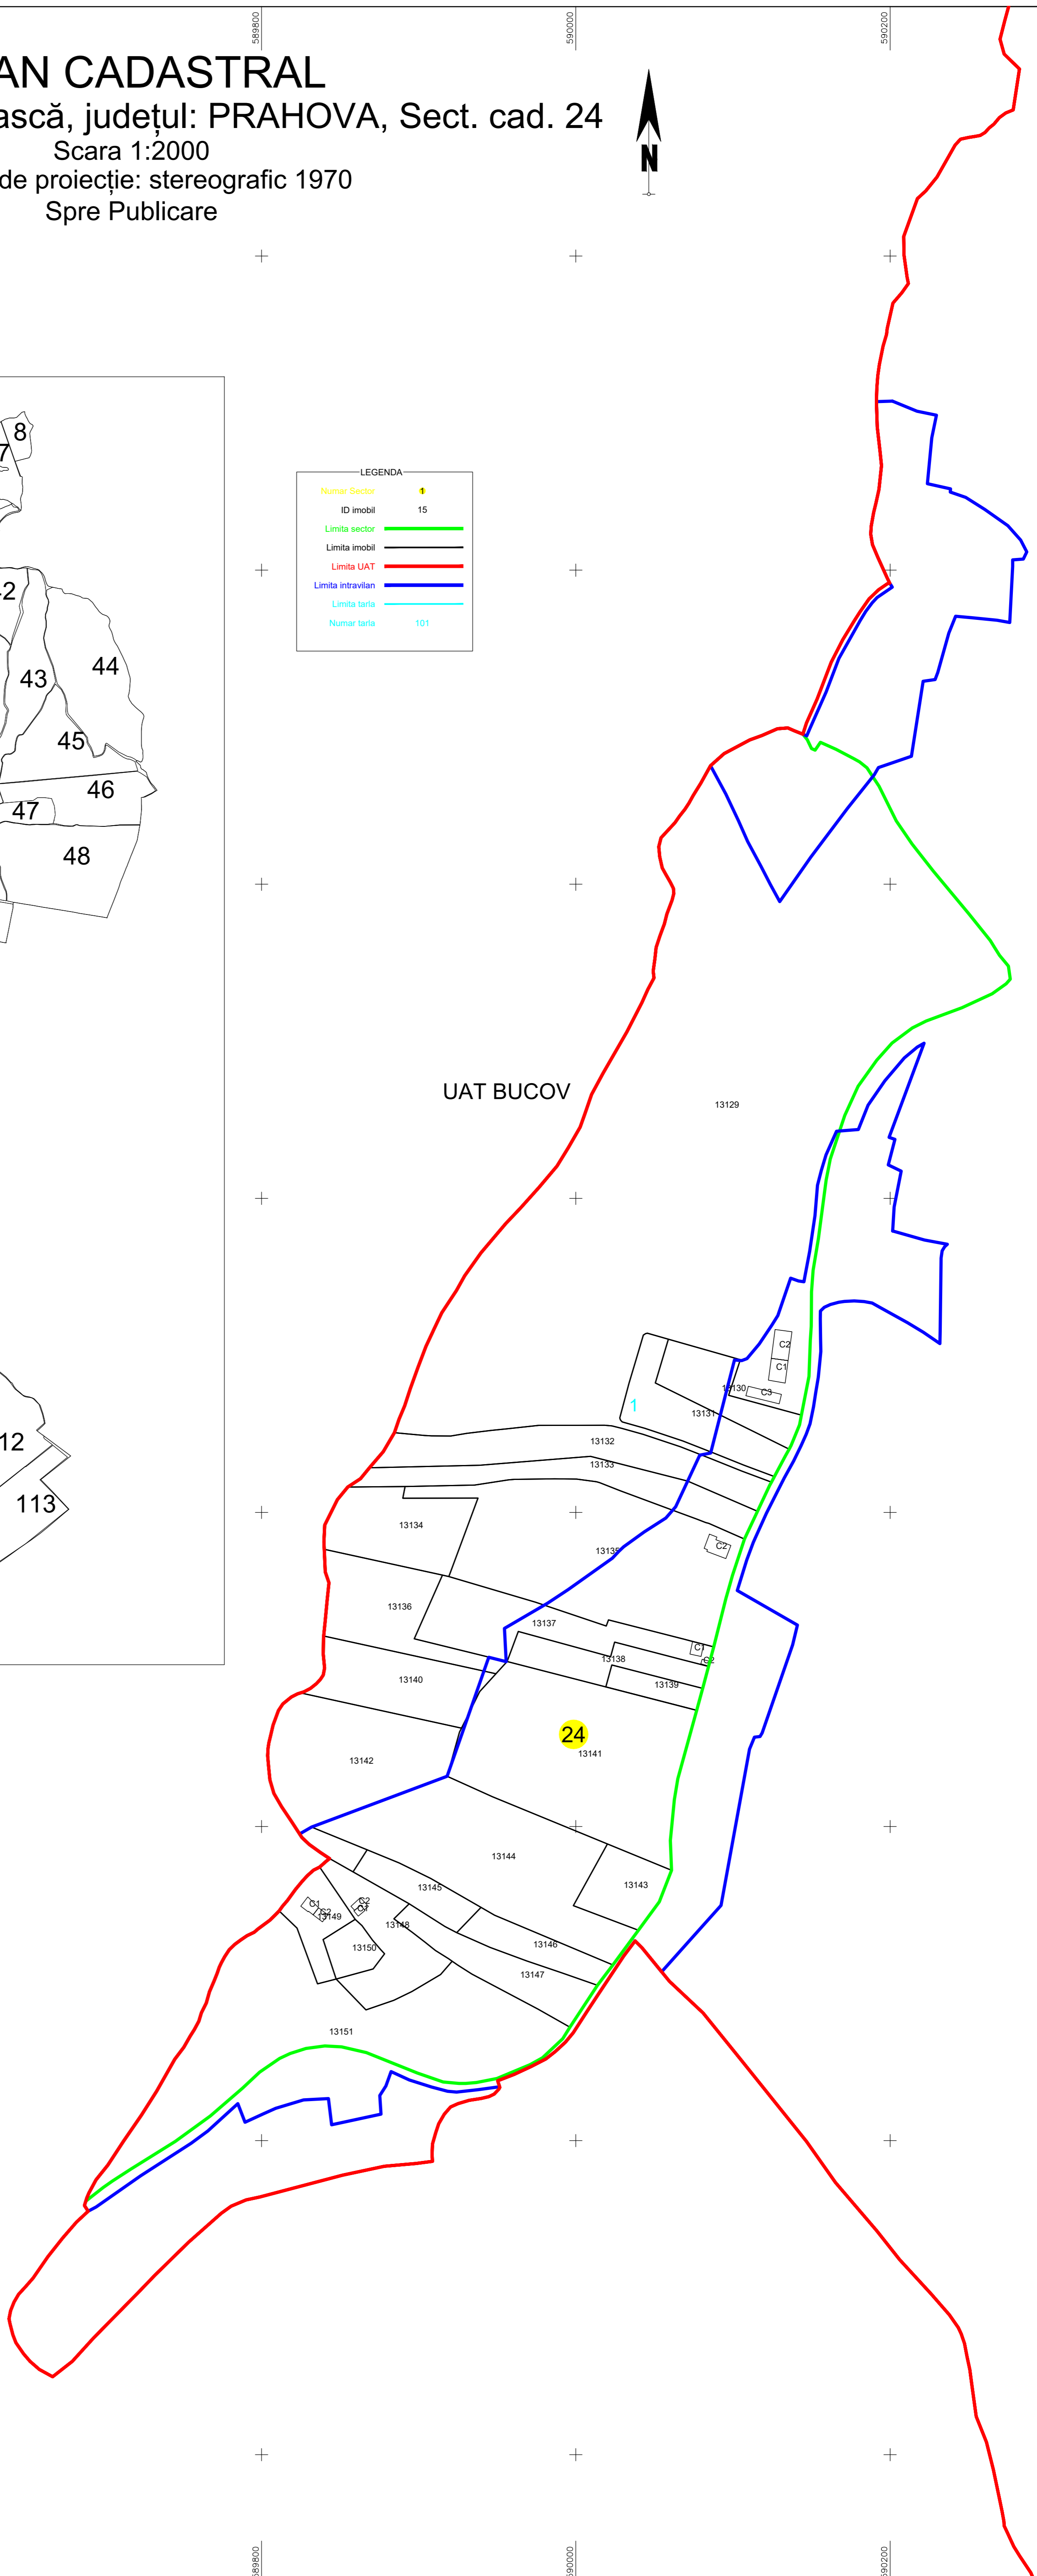 589800
590000
590200
AN CADASTRAL
ască, județul: PRAHOVA, Sect. cad. 24
Scara 1:2000
de proiecție: stereografic 1970
Spre Publicare
N
8
7
LEGENDA
Numar Sector 1
ID imobil 15
Limita sector
Limita imobil
Limita UAT
Limita intravilan
Limita tarla
Numar tarla 101
2
43
44
45
46
47
48
UAT BUCOV
13129
C2
C1
C3
13130
1
13131
13132
13133
12
113
13134
13135
C2
13136
13137
C1
C2
13138
13139
13140
24
13141
13142
13144
13143
13145
C1
C2
13149
C2
C1
13148
13150
13146
13147
13151
589800
590000
590200